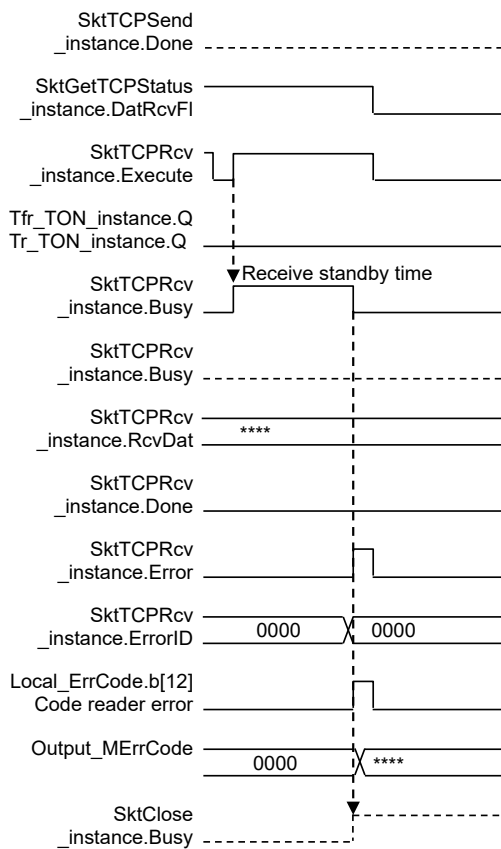 SktTCPSend
_instance.Done
SktGetTCPStatus
_instance.DatRcvFl
SktTCPRcv
_instance.Execute
Tfr_TON_instance.Q
Tr_TON_instance.Q
Receive standby time
SktTCPRcv
_instance.Busy
SktTCPRcv
_instance.Busy
SktTCPRcv
_instance.RcvDat
****
SktTCPRcv
_instance.Done
SktTCPRcv
_instance.Error
SktTCPRcv
_instance.ErrorID
0000 0000
Local_ErrCode.b[12]
Code reader error
Output_MErrCode
0000 ****
SktClose
_instance.Busy